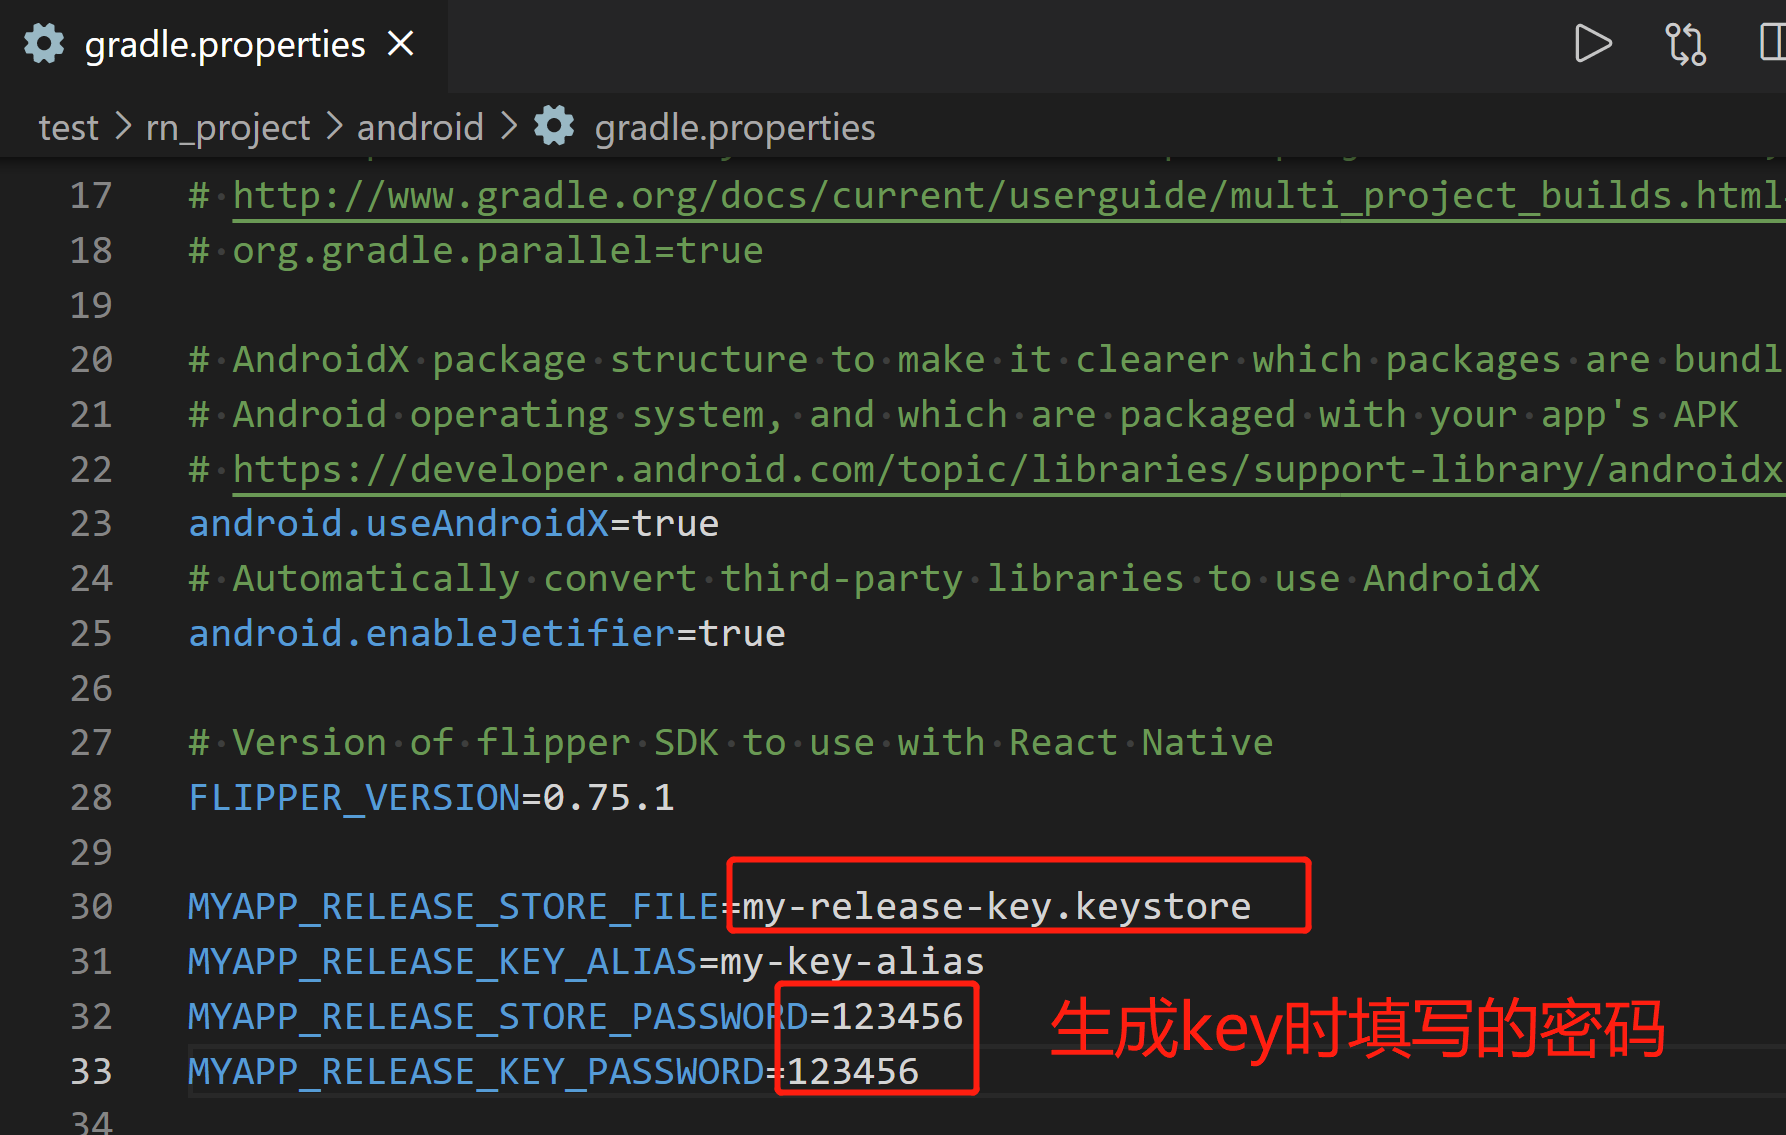 gradle.properties
test > rn_project > android > gradle.properties
17 # http://www.gradle.org/docs/current/userguide/multi_project_builds.html
18 # org.gradle.parallel=true
19
20 # AndroidX package structure to make it clearer which packages are bundl
21 # Android operating system, and which are packaged with your app's APK
22 # https://developer.android.com/topic/libraries/support-library/androidx
23 android.useAndroidX=true
24 # Automatically convert third-party libraries to use AndroidX
25 android.enableJetifier=true
26
27 # Version of flipper SDK to use with React Native
28 FLIPPER_VERSION=0.75.1
29
30 MYAPP_RELEASE_STORE_FILE=my-release-key.keystore
31 MYAPP_RELEASE_KEY_ALIAS=my-key-alias
32 MYAPP_RELEASE_STORE_PASSWORD=123456
生成key时填写的密码
33 MYAPP_RELEASE_KEY_PASSWORD=123456
34